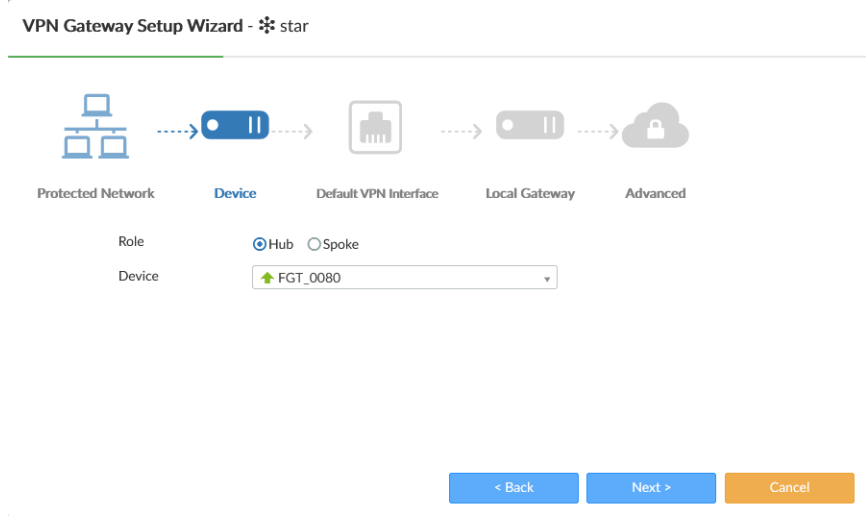 VPN Gateway Setup Wizard - star
Protected Network
Device
Default VPN Interface
Local Gateway
Advanced
Role
Hub
Spoke
Device
FGT_0080
< Back
Next >
Cancel